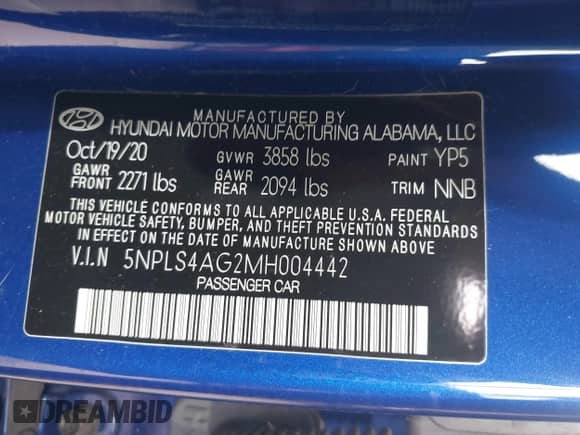 MANUFACTURED BY
HYUNDAI MOTOR MANUFACTURING ALABAMA, LLC
Oct/19/20 GVWR 3858 lbs PAINT YP5
GAWR FRONT 2271 lbs GAWR REAR 2094 lbs TRIM NNB
THIS VEHICLE CONFORMS TO ALL APPLICABLE U.S.A. FEDERAL
MOTOR VEHICLE SAFETY, BUMPER, AND THEFT PREVENTION STANDARDS
IN EFFECT ON THE DATE OF MANUFACTURE SHOWN ABOVE
V.I.N 5NPLS4AG2MH004442
PASSENGER CAR
DREAMBID